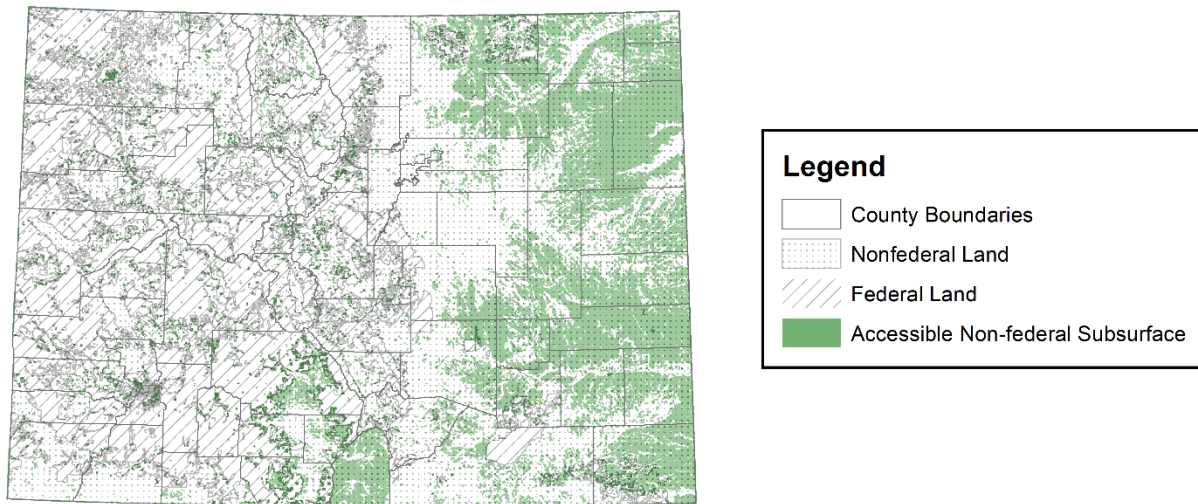 Legend
County Boundaries
Nonfederal Land
Federal Land
Accessible Non-federal Subsurface